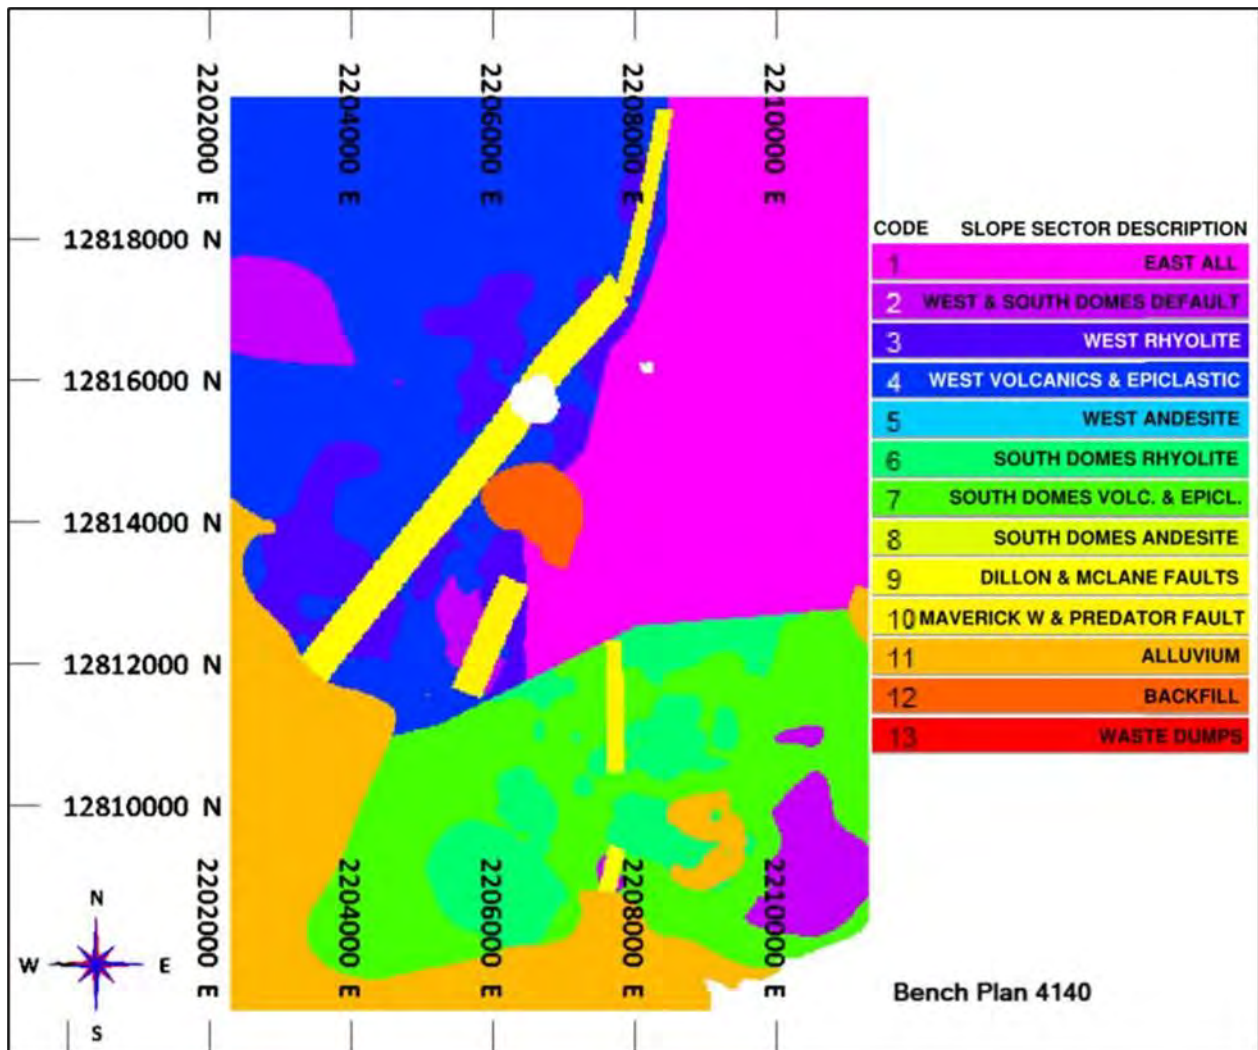 2202000 E
2204000 E
2206000 E
2208000 E
2210000 E
12818000 N
12816000 N
12814000 N
12812000 N
12810000 N
CODE SLOPE SECTOR DESCRIPTION
1 EAST ALL
2 WEST & SOUTH DOMES DEFAULT
3 WEST RHYOLITE
4 WEST VOLCANICS & EPICLASTIC
5 WEST ANDESITE
6 SOUTH DOMES RHYOLITE
7 SOUTH DOMES VOLC. & EPICL.
8 SOUTH DOMES ANDESITE
9 DILLON & MCLANE FAULTS
10 MAVERICK W & PREDATOR FAULT
11 ALLUVIUM
12 BACKFILL
13 WASTE DUMPS
2202000 E
2204000 E
2206000 E
2208000 E
2210000 E
N
W E
S
Bench Plan 4140